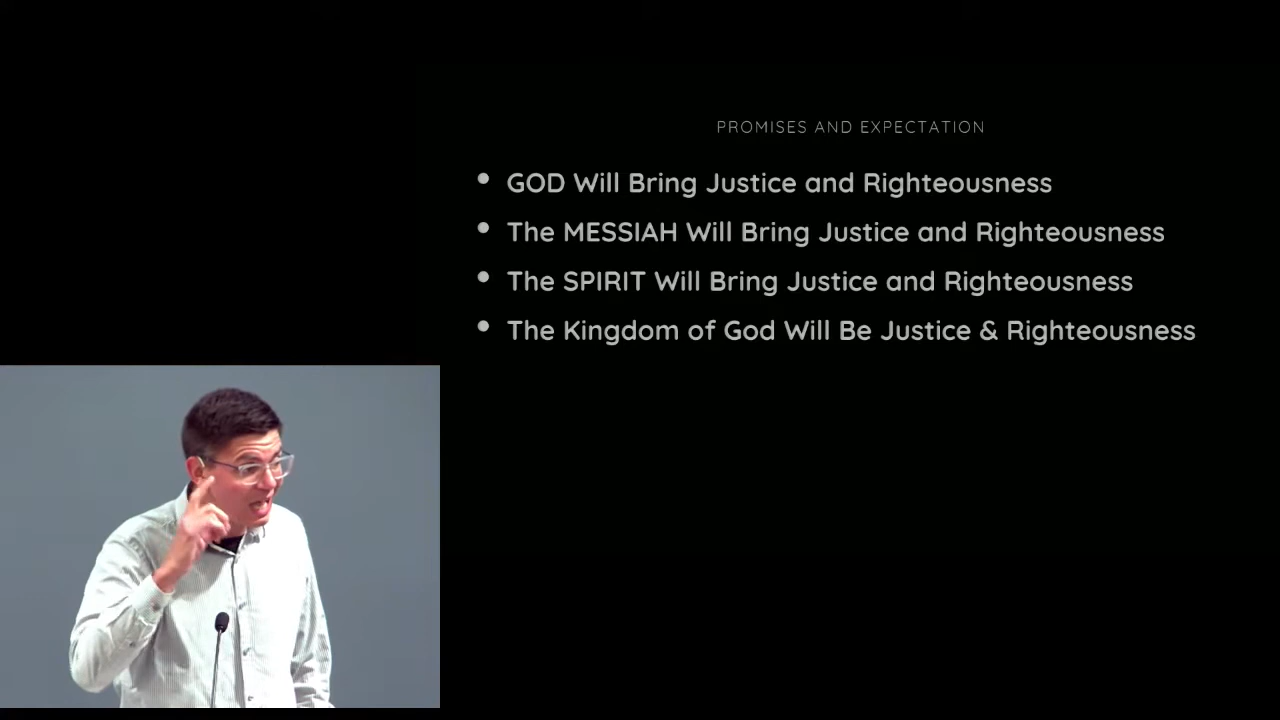 PROMISES AND EXPECTATION
• GOD Will Bring Justice and Righteousness
• The MESSIAH Will Bring Justice and Righteousness
• The SPIRIT Will Bring Justice and Righteousness
• The Kingdom of God Will Be Justice & Righteousness